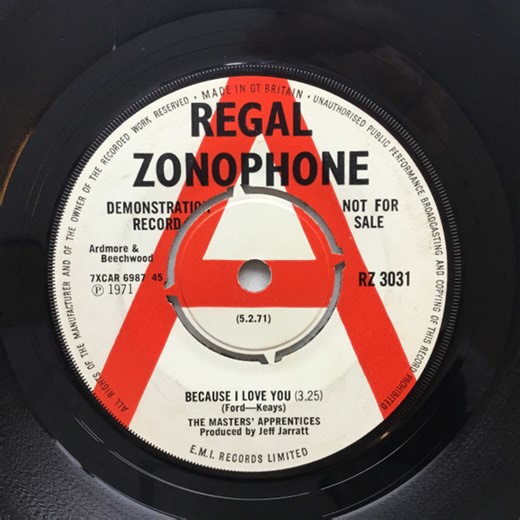 ALL RIGHTS OF THE MANUFACTURER AND OF THE OWNER OF THE RECORDED WORK RESERVED • MADE IN GT BRITAIN • UNAUTHORISED PUBLIC PERFORMANCE BROADCASTING AND COPYING OF THIS RECORD PROHIBITED
A
REGAL
ZONOPHONE
DEMONSTRATION NOT FOR
RECORD SALE
Ardmore &
Beechwood
7XCAR 6987 45 RZ 3031
Ⓟ 1971
(5.2.71)
BECAUSE I LOVE YOU (3.25)
(Ford—Keays)
THE MASTERS' APPRENTICES
Produced by Jeff Jarratt
E.M.I. RECORDS LIMITED